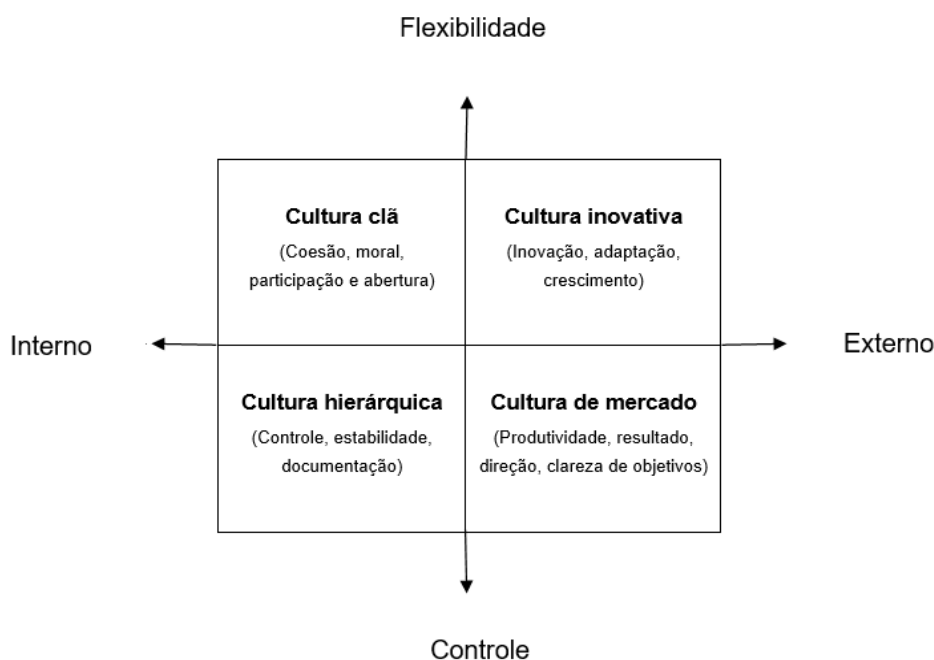 Flexibilidade
Cultura clã
(Coesão, moral,
participação e abertura)
Cultura inovativa
(Inovação, adaptação,
crescimento)
Interno
Externo
Cultura hierárquica
(Controle, estabilidade,
documentação)
Cultura de mercado
(Produtividade, resultado,
direção, clareza de objetivos)
Controle